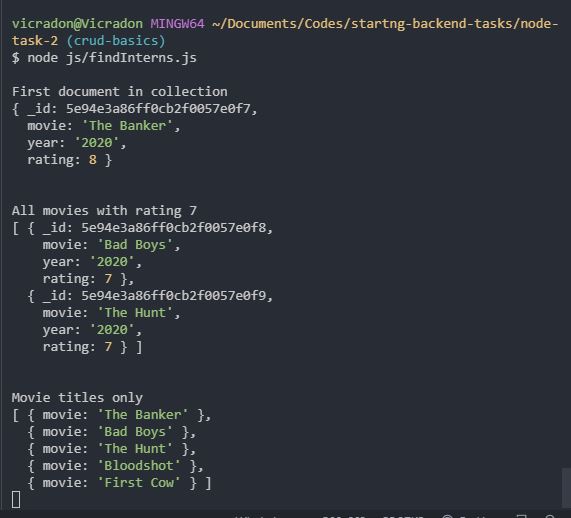 vicradon@Vicradon MINGW64 ~/Documents/Codes/startng-backend-tasks/node-
task-2 (crud-basics)
$ node js/findInterns.js
First document in collection
{ _id: 5e94e3a86ff0cb2f0057e0f7,
movie: 'The Banker',
year: '2020',
rating: 8 }
All movies with rating 7
[ { _id: 5e94e3a86ff0cb2f0057e0f8,
movie: 'Bad Boys',
year: '2020',
rating: 7 },
{ _id: 5e94e3a86ff0cb2f0057e0f9,
movie: 'The Hunt',
year: '2020',
rating: 7 } ]
Movie titles only
[ { movie: 'The Banker' },
{ movie: 'Bad Boys' },
{ movie: 'The Hunt' },
{ movie: 'Bloodshot' },
{ movie: 'First Cow' } ]